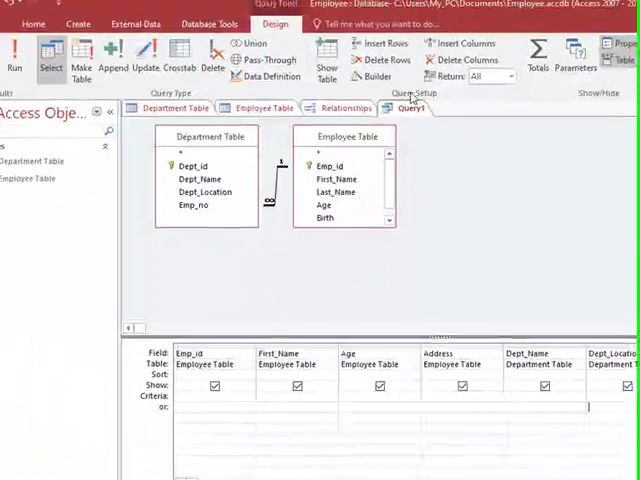 Query Tools Employee : Database- C:\Users\My_PC\Documents\Employee.accdb (Access 2007 - 20
Home Create External Data Database Tools Design Tell me what you want to do...
Run Select Make Table Append Update Crosstab Delete
Union
Pass-Through
Data Definition
Show Table
Insert Rows
Delete Rows
Builder
Insert Columns
Delete Columns
Return: All
Totals Parameters
Prope
Table
Query Type Query Setup Show/Hide
Access Obje...
Department Table
Employee Table
Department Table Employee Table Relationships Query1
Department Table
*
Dept_id
Dept_Name
Dept_Location
Emp_no
1
∞
Employee Table
*
Emp_id
First_Name
Last_Name
Age
Birth
Field: Emp_id First_Name Age Address Dept_Name Dept_Locatio
Table: Employee Table Employee Table Employee Table Employee Table Department Table Department T
Sort:
Show:
Criteria:
or: